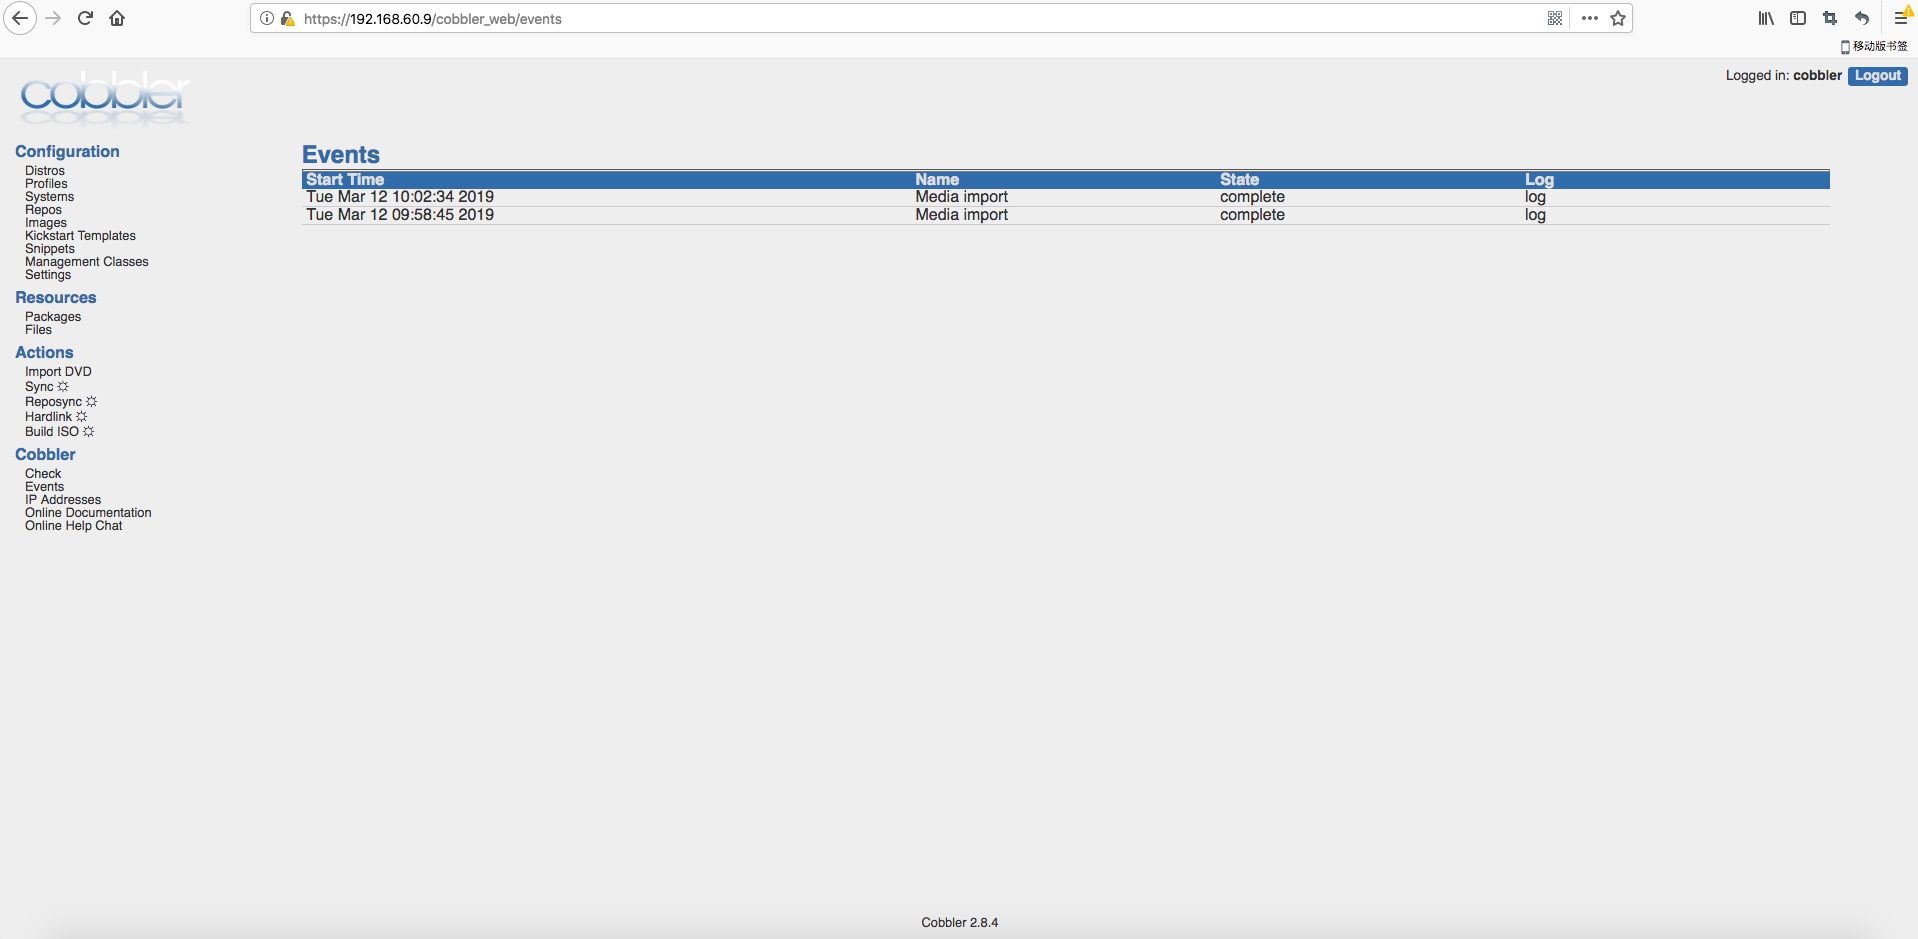 https://192.168.60.9/cobbler_web/events
移动版书签
cobbler
Logged in: cobbler Logout
Configuration
Distros
Profiles
Systems
Repos
Images
Kickstart Templates
Snippets
Management Classes
Settings
Resources
Packages
Files
Actions
Import DVD
Sync
Reposync
Hardlink
Build ISO
Cobbler
Check
Events
IP Addresses
Online Documentation
Online Help Chat
Events
Start Time Name State Log
Tue Mar 12 10:02:34 2019 Media import complete log
Tue Mar 12 09:58:45 2019 Media import complete log
Cobbler 2.8.4